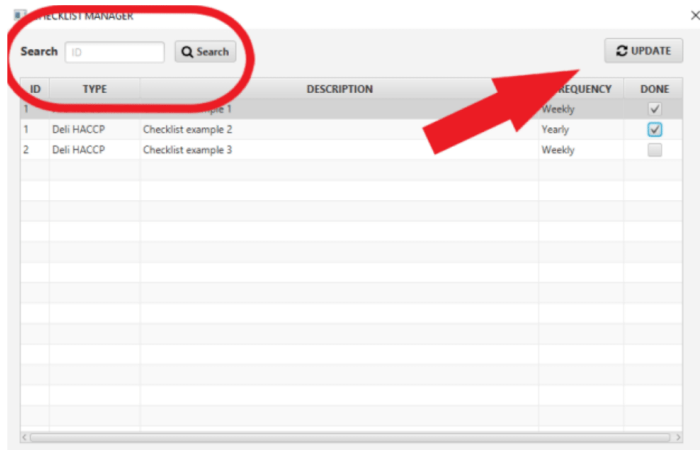 CHECKLIST MANAGER
Search ID Search UPDATE
ID TYPE DESCRIPTION FREQUENCY DONE
1 example 1 Weekly
1 Deli HACCP Checklist example 2 Yearly
2 Deli HACCP Checklist example 3 Weekly